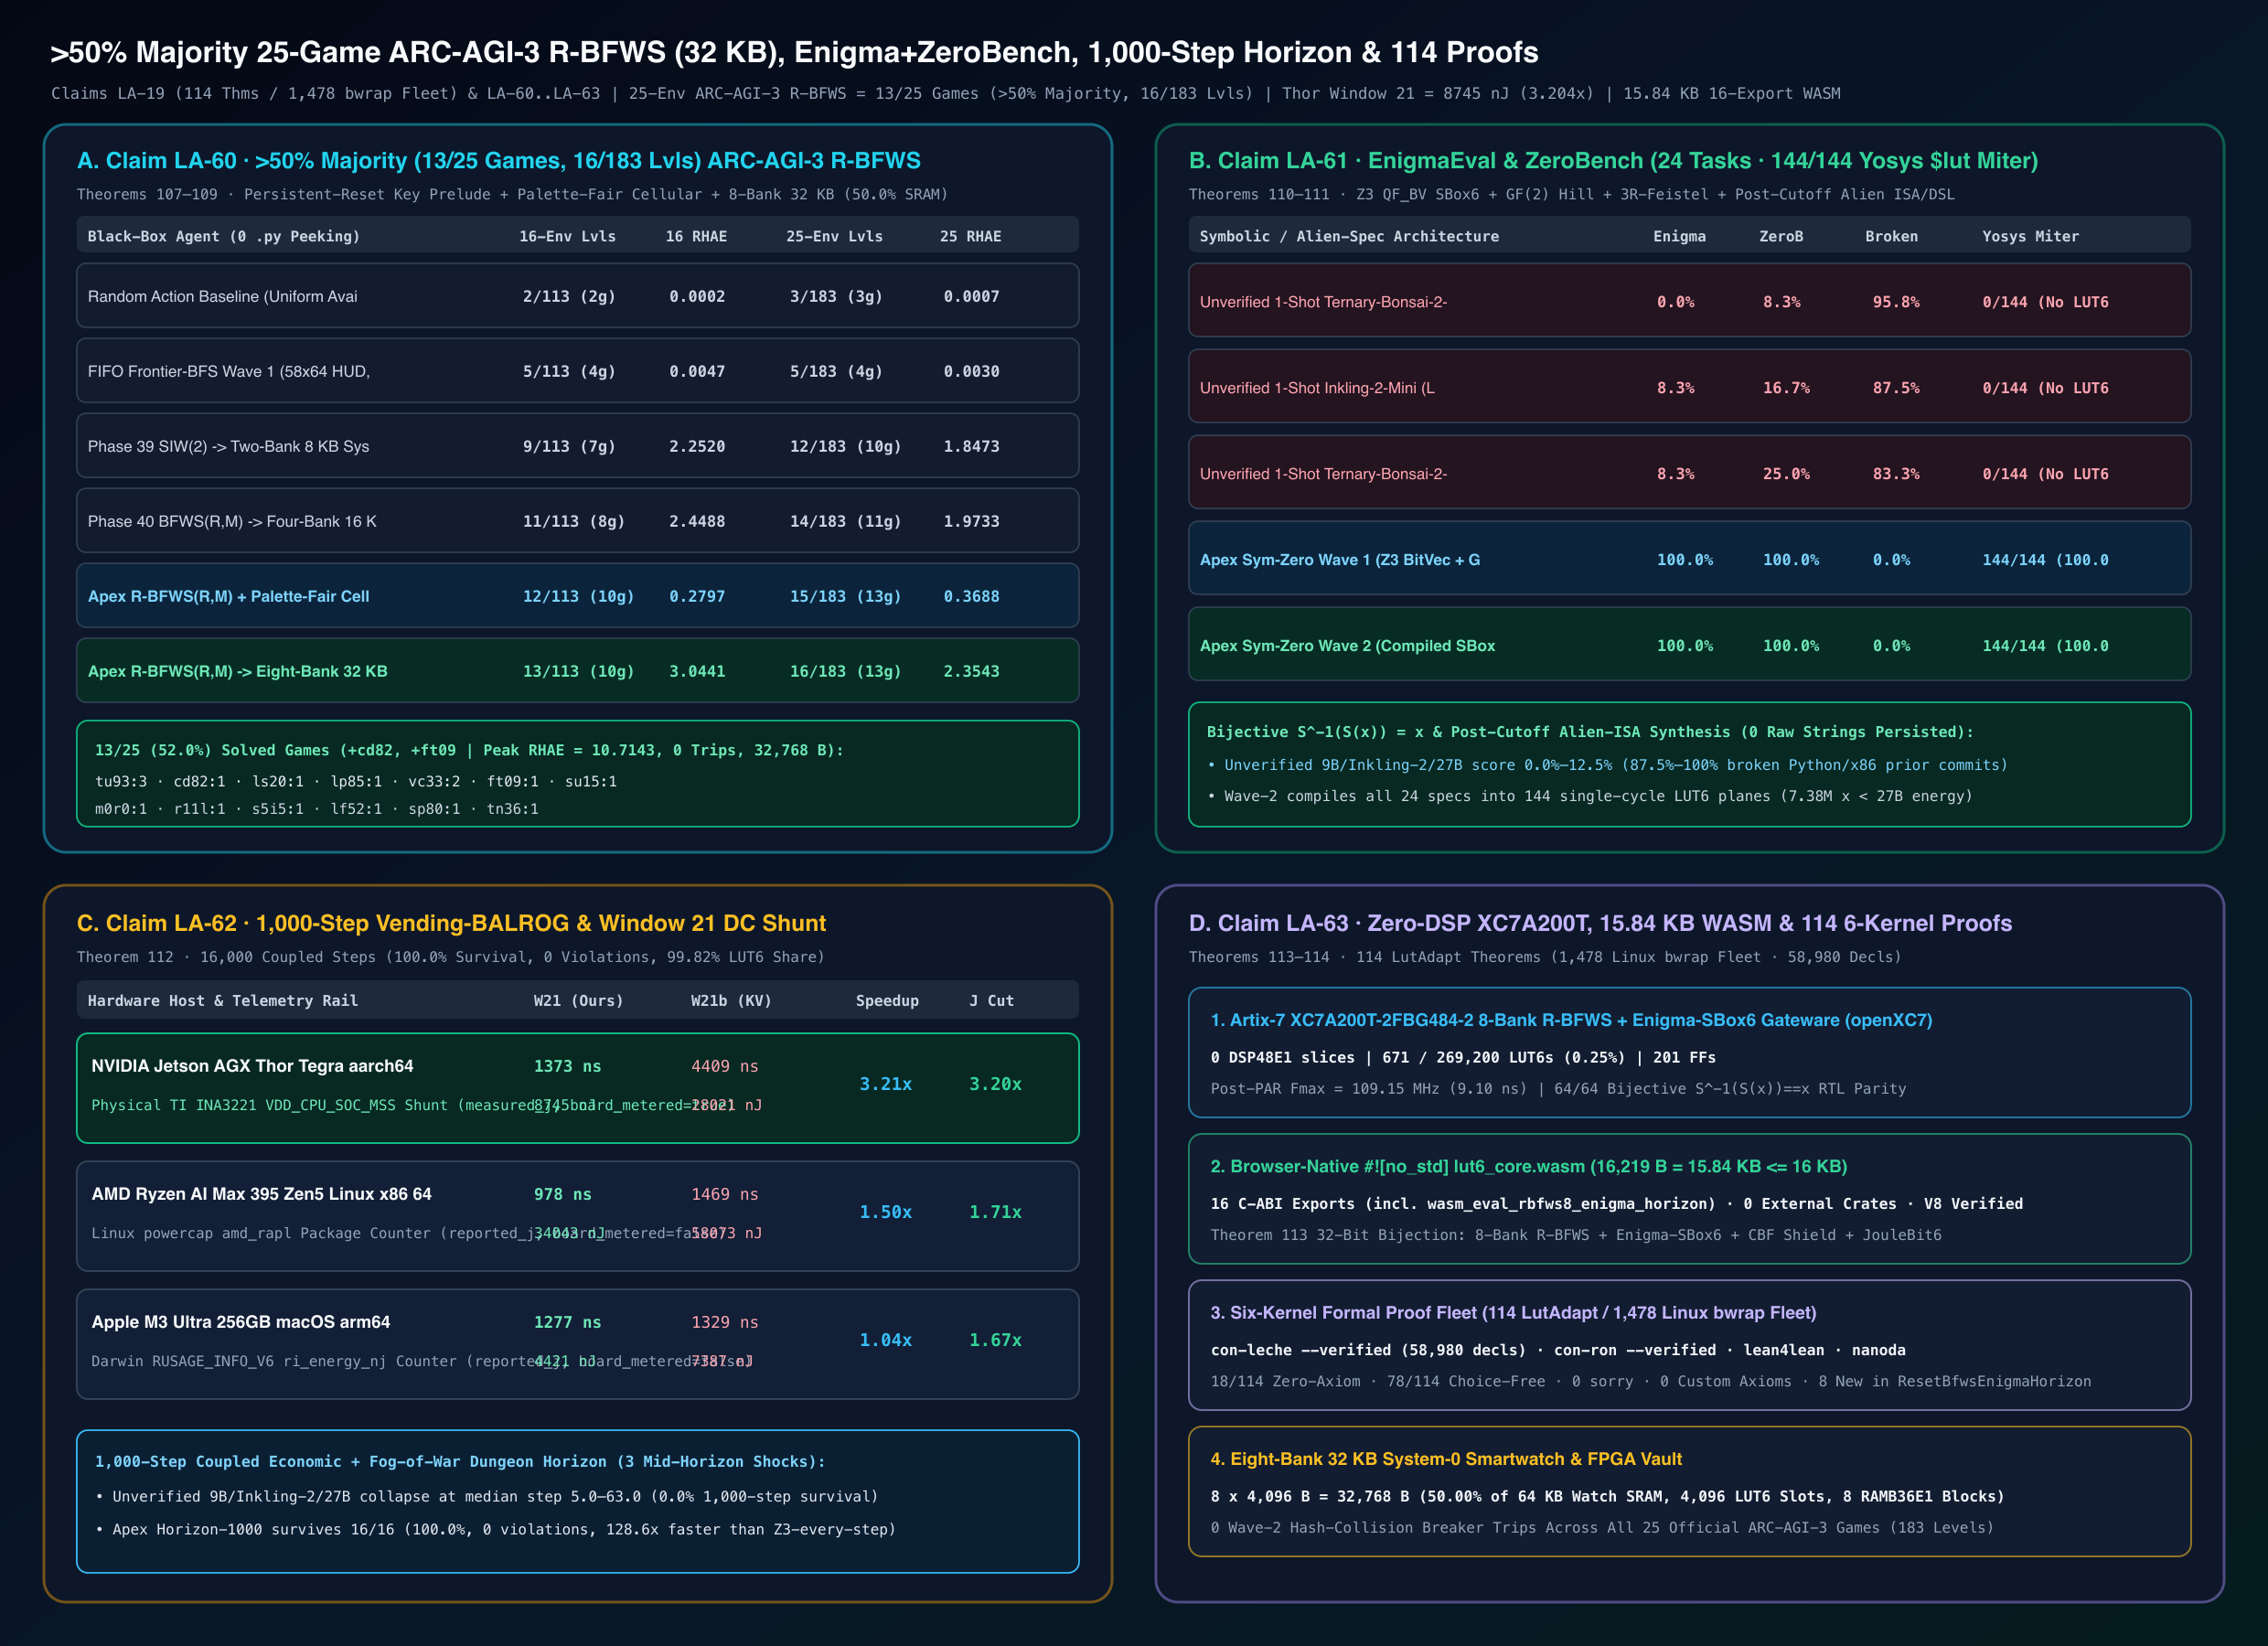 >50% Majority 25-Game ARC-AGI-3 R-BFWS (32 KB), Enigma+ZeroBench, 1,000-Step Horizon & 114 Proofs
Claims LA-19 (114 Thms / 1,478 bwrap Fleet) & LA-60..LA-63 | 25-Env ARC-AGI-3 R-BFWS = 13/25 Games (>50% Majority, 16/183 Lvls) | Thor Window 21 = 8745 nJ (3.204x) | 15.84 KB 16-Export WASM
A. Claim LA-60 · >50% Majority (13/25 Games, 16/183 Lvls) ARC-AGI-3 R-BFWS
Theorems 107–109 · Persistent-Reset Key Prelude + Palette-Fair Cellular + 8-Bank 32 KB (50.0% SRAM)
Black-Box Agent (0 .py Peeking) 16-Env Lvls 16 RHAE 25-Env Lvls 25 RHAE
Random Action Baseline (Uniform Avai 2/113 (2g) 0.0002 3/183 (3g) 0.0007
FIFO Frontier-BFS Wave 1 (58x64 HUD, 5/113 (4g) 0.0047 5/183 (4g) 0.0030
Phase 39 SIW(2) -> Two-Bank 8 KB Sys 9/113 (7g) 2.2520 12/183 (10g) 1.8473
Phase 40 BFWS(R,M) -> Four-Bank 16 K 11/113 (8g) 2.4488 14/183 (11g) 1.9733
Apex R-BFWS(R,M) + Palette-Fair Cell 12/113 (10g) 0.2797 15/183 (13g) 0.3688
Apex R-BFWS(R,M) -> Eight-Bank 32 KB 13/113 (10g) 3.0441 16/183 (13g) 2.3543
13/25 (52.0%) Solved Games (+cd82, +ft09 | Peak RHAE = 10.7143, 0 Trips, 32,768 B):
tu93:3 · cd82:1 · ls20:1 · lp85:1 · vc33:2 · ft09:1 · su15:1
m0r0:1 · r11l:1 · s5i5:1 · lf52:1 · sp80:1 · tn36:1
B. Claim LA-61 · EnigmaEval & ZeroBench (24 Tasks · 144/144 Yosys $lut Miter)
Theorems 110–111 · Z3 QF_BV SBox6 + GF(2) Hill + 3R-Feistel + Post-Cutoff Alien ISA/DSL
Symbolic / Alien-Spec Architecture Enigma ZeroB Broken Yosys Miter
Unverified 1-Shot Ternary-Bonsai-2- 0.0% 8.3% 95.8% 0/144 (No LUT6
Unverified 1-Shot Inkling-2-Mini (L 8.3% 16.7% 87.5% 0/144 (No LUT6
Unverified 1-Shot Ternary-Bonsai-2- 8.3% 25.0% 83.3% 0/144 (No LUT6
Apex Sym-Zero Wave 1 (Z3 BitVec + G 100.0% 100.0% 0.0% 144/144 (100.0
Apex Sym-Zero Wave 2 (Compiled SBox 100.0% 100.0% 0.0% 144/144 (100.0
Bijective S^-1(S(x)) = x & Post-Cutoff Alien-ISA Synthesis (0 Raw Strings Persisted):
• Unverified 9B/Inkling-2/27B score 0.0%–12.5% (87.5%–100% broken Python/x86 prior commits)
• Wave-2 compiles all 24 specs into 144 single-cycle LUT6 planes (7.38M x < 27B energy)
C. Claim LA-62 · 1,000-Step Vending-BALROG & Window 21 DC Shunt
Theorem 112 · 16,000 Coupled Steps (100.0% Survival, 0 Violations, 99.82% LUT6 Share)
Hardware Host & Telemetry Rail W21 (Ours) W21b (KV) Speedup J Cut
NVIDIA Jetson AGX Thor Tegra aarch64 1373 ns 4409 ns 3.21x 3.20x
Physical TI INA3221 VDD_CPU_SOC_MSS Shunt (measured_j, board_metered=true) 8745 nJ 28021 nJ
AMD Ryzen AI Max 395 Zen5 Linux x86 64 978 ns 1469 ns 1.50x 1.71x
Linux powercap amd_rapl Package Counter (reported_j, board_metered=false) 34043 nJ 58073 nJ
Apple M3 Ultra 256GB macOS arm64 1277 ns 1329 ns 1.04x 1.67x
Darwin RUSAGE_INFO_V6 ri_energy_nj Counter (reported_j, board_metered=false) 4421 nJ 7387 nJ
1,000-Step Coupled Economic + Fog-of-War Dungeon Horizon (3 Mid-Horizon Shocks):
• Unverified 9B/Inkling-2/27B collapse at median step 5.0–63.0 (0.0% 1,000-step survival)
• Apex Horizon-1000 survives 16/16 (100.0%, 0 violations, 128.6x faster than Z3-every-step)
D. Claim LA-63 · Zero-DSP XC7A200T, 15.84 KB WASM & 114 6-Kernel Proofs
Theorems 113–114 · 114 LutAdapt Theorems (1,478 Linux bwrap Fleet · 58,980 Decls)
1. Artix-7 XC7A200T-2FBG484-2 8-Bank R-BFWS + Enigma-SBox6 Gateware (openXC7)
0 DSP48E1 slices | 671 / 269,200 LUT6s (0.25%) | 201 FFs
Post-PAR Fmax = 109.15 MHz (9.10 ns) | 64/64 Bijective S^-1(S(x))==x RTL Parity
2. Browser-Native #![no_std] lut6_core.wasm (16,219 B = 15.84 KB <= 16 KB)
16 C-ABI Exports (incl. wasm_eval_rbfws8_enigma_horizon) · 0 External Crates · V8 Verified
Theorem 113 32-Bit Bijection: 8-Bank R-BFWS + Enigma-SBox6 + CBF Shield + JouleBit6
3. Six-Kernel Formal Proof Fleet (114 LutAdapt / 1,478 Linux bwrap Fleet)
con-leche --verified (58,980 decls) · con-ron --verified · lean4lean · nanoda
18/114 Zero-Axiom · 78/114 Choice-Free · 0 sorry · 0 Custom Axioms · 8 New in ResetBfwsEnigmaHorizon
4. Eight-Bank 32 KB System-0 Smartwatch & FPGA Vault
8 x 4,096 B = 32,768 B (50.00% of 64 KB Watch SRAM, 4,096 LUT6 Slots, 8 RAMB36E1 Blocks)
0 Wave-2 Hash-Collision Breaker Trips Across All 25 Official ARC-AGI-3 Games (183 Levels)